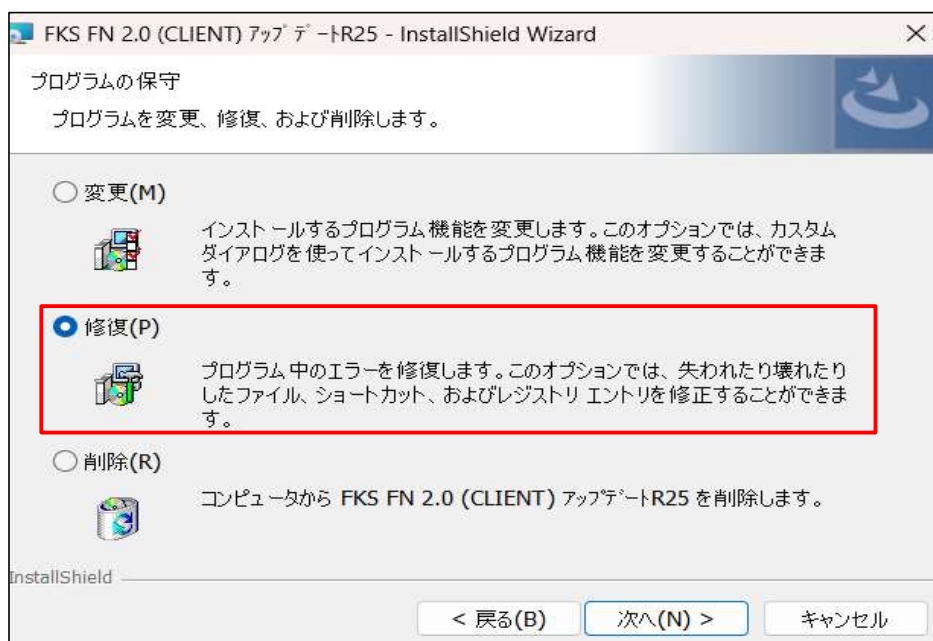 FKS FN 2.0 (CLIENT) ｱｯﾌﾟﾃﾞｰﾄR25 - InstallShield Wizard
プログラムの保守
プログラムを変更、修復、および削除します。
変更(M)
インストールするプログラム機能を変更します。このオプションでは、カスタム
ダイアログを使ってインストールするプログラム機能を変更することができま
す。
修復(P)
プログラム中のエラーを修復します。このオプションでは、失われたり壊れたり
したファイル、ショートカット、およびレジストリ エントリを修正することができま
す。
削除(R)
コンピュータから FKS FN 2.0 (CLIENT) ｱｯﾌﾟﾃﾞｰﾄR25 を削除します。
InstallShield
< 戻る(B)
次へ(N) >
キャンセル